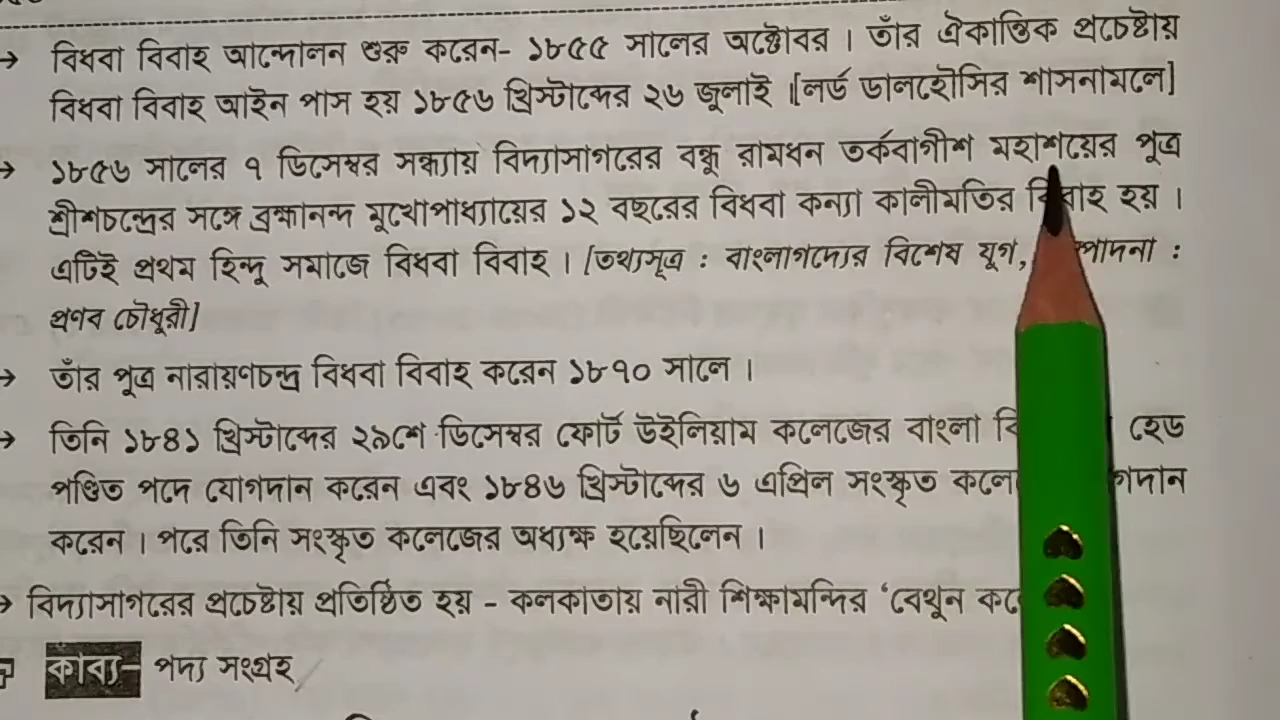 → বিধবা বিবাহ আন্দোলন শুরু করেন- ১৮৫৫ সালের অক্টোবর । তাঁর ঐকান্তিক প্রচেষ্টায়
বিধবা বিবাহ আইন পাস হয় ১৮৫৬ খ্রিস্টাব্দের ২৬ জুলাই । [লর্ড ডালহৌসির শাসনামলে]
→ ১৮৫৬ সালের ৭ ডিসেম্বর সন্ধ্যায় বিদ্যাসাগরের বন্ধু রামধন তর্কবাগীশ মহাশয়ের পুত্র
শ্রীশচন্দ্রের সঙ্গে ব্রহ্মানন্দ মুখোপাধ্যায়ের ১২ বছরের বিধবা কন্যা কালীমতির হয় ।
এটিই প্রথম হিন্দু সমাজে বিধবা বিবাহ । [তথ্যসূত্র : বাংলাগদ্যের বিশেষ যুগ, :
প্রণব চৌধুরী]
→ তাঁর পুত্র নারায়ণচন্দ্র বিধবা বিবাহ করেন ১৮৭০ সালে ।
→ তিনি ১৮৪১ খ্রিস্টাব্দের ২৯শে ডিসেম্বর ফোর্ট উইলিয়াম কলেজের বাংলা হেড
পণ্ডিত পদে যোগদান করেন এবং ১৮৪৬ খ্রিস্টাব্দের ৬ এপ্রিল সংস্কৃত
করেন । পরে তিনি সংস্কৃত কলেজের অধ্যক্ষ হয়েছিলেন ।
→ বিদ্যাসাগরের প্রচেষ্টায় প্রতিষ্ঠিত হয় - কলকাতায় নারী শিক্ষামন্দির ‘বেথুন
কাব্য– পদ্য সংগ্রহ